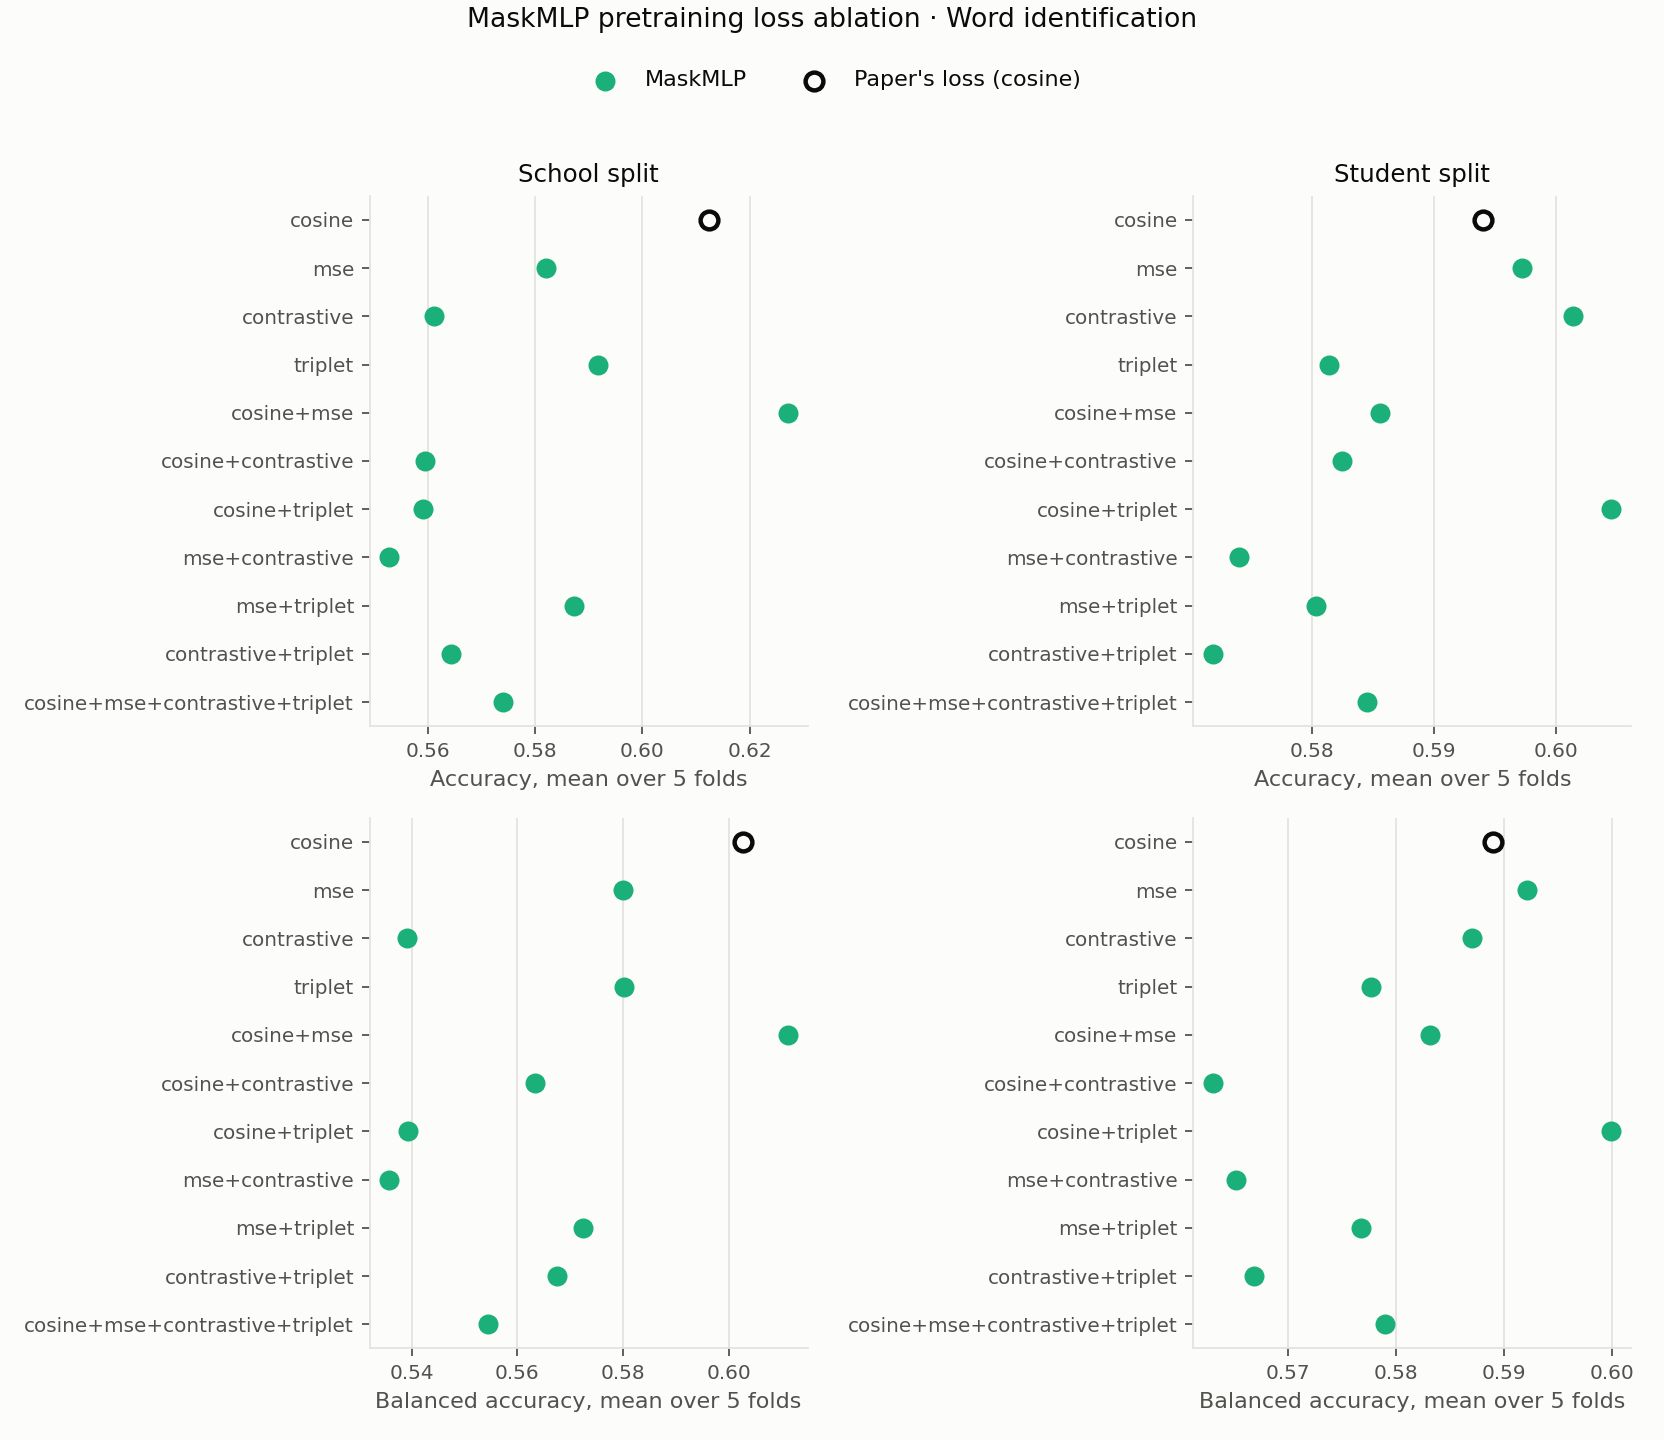 MaskMLP pretraining loss ablation · Word identification
MaskMLP
Paper's loss (cosine)
School split
cosine
mse
contrastive
triplet
cosine+mse
cosine+contrastive
cosine+triplet
mse+contrastive
mse+triplet
contrastive+triplet
cosine+mse+contrastive+triplet
0.56 0.58 0.60 0.62
Accuracy, mean over 5 folds
Student split
cosine
mse
contrastive
triplet
cosine+mse
cosine+contrastive
cosine+triplet
mse+contrastive
mse+triplet
contrastive+triplet
cosine+mse+contrastive+triplet
0.58 0.59 0.60
Accuracy, mean over 5 folds
cosine
mse
contrastive
triplet
cosine+mse
cosine+contrastive
cosine+triplet
mse+contrastive
mse+triplet
contrastive+triplet
cosine+mse+contrastive+triplet
0.54 0.56 0.58 0.60
Balanced accuracy, mean over 5 folds
cosine
mse
contrastive
triplet
cosine+mse
cosine+contrastive
cosine+triplet
mse+contrastive
mse+triplet
contrastive+triplet
cosine+mse+contrastive+triplet
0.57 0.58 0.59 0.60
Balanced accuracy, mean over 5 folds